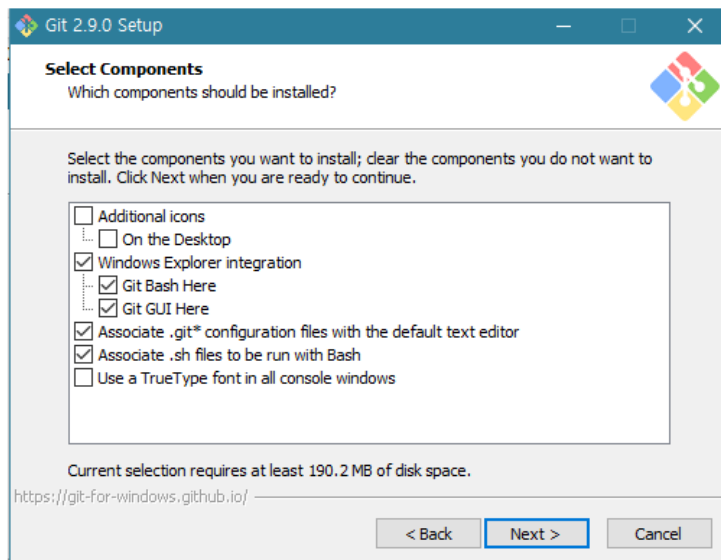 Git 2.9.0 Setup
Select Components
Which components should be installed?
Select the components you want to install; clear the components you do not want to
install. Click Next when you are ready to continue.
Additional icons
On the Desktop
Windows Explorer integration
Git Bash Here
Git GUI Here
Associate .git* configuration files with the default text editor
Associate .sh files to be run with Bash
Use a TrueType font in all console windows
Current selection requires at least 190.2 MB of disk space.
https://git-for-windows.github.io/
< Back
Next >
Cancel